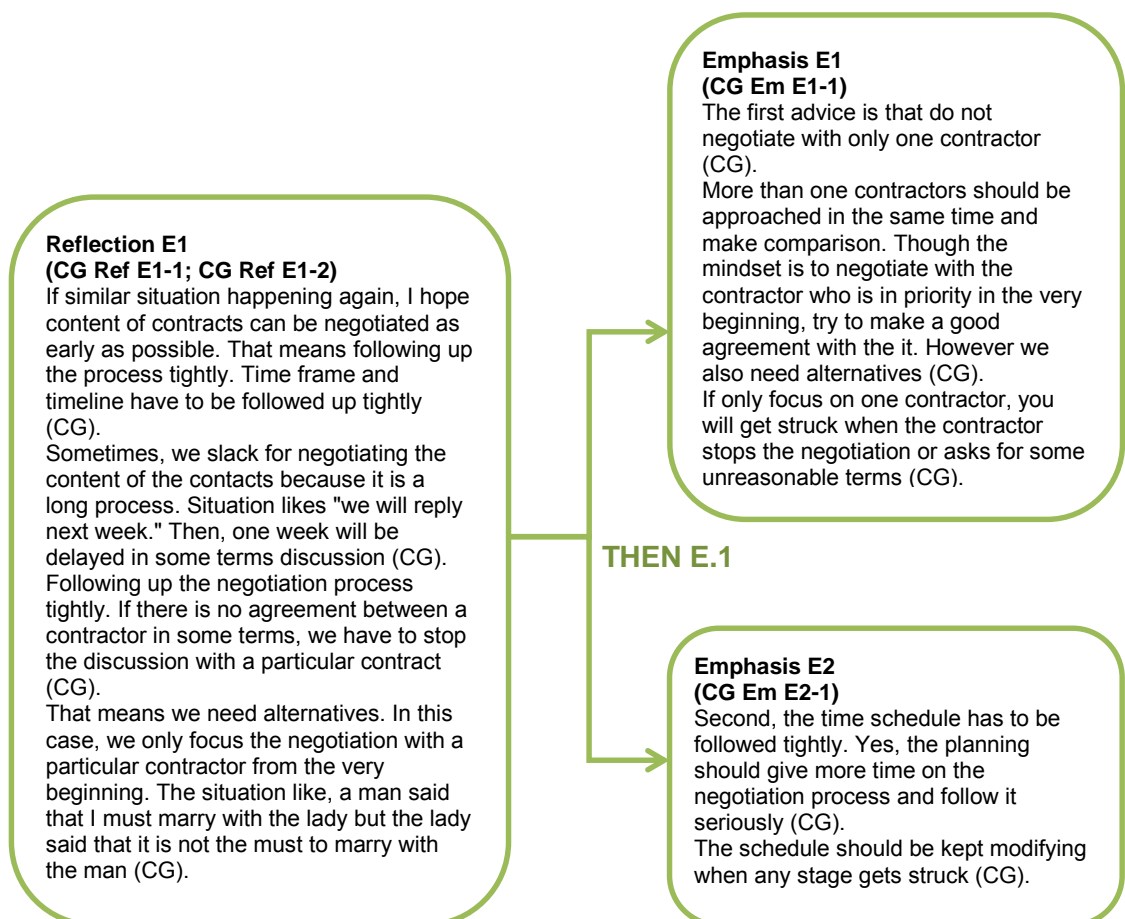 Reflection E1
(CG Ref E1-1; CG Ref E1-2)
If similar situation happening again, I hope
content of contracts can be negotiated as
early as possible. That means following up
the process tightly. Time frame and
timeline have to be followed up tightly
(CG).
Sometimes, we slack for negotiating the
content of the contacts because it is a
long process. Situation likes "we will reply
next week." Then, one week will be
delayed in some terms discussion (CG).
Following up the negotiation process
tightly. If there is no agreement between a
contractor in some terms, we have to stop
the discussion with a particular contract
(CG).
That means we need alternatives. In this
case, we only focus the negotiation with a
particular contractor from the very
beginning. The situation like, a man said
that I must marry with the lady but the lady
said that it is not the must to marry with
the man (CG).
THEN E.1
Emphasis E1
(CG Em E1-1)
The first advice is that do not
negotiate with only one contractor
(CG).
More than one contractors should be
approached in the same time and
make comparison. Though the
mindset is to negotiate with the
contractor who is in priority in the very
beginning, try to make a good
agreement with the it. However we
also need alternatives (CG).
If only focus on one contractor, you
will get struck when the contractor
stops the negotiation or asks for some
unreasonable terms (CG).
Emphasis E2
(CG Em E2-1)
Second, the time schedule has to be
followed tightly. Yes, the planning
should give more time on the
negotiation process and follow it
seriously (CG).
The schedule should be kept modifying
when any stage gets struck (CG).